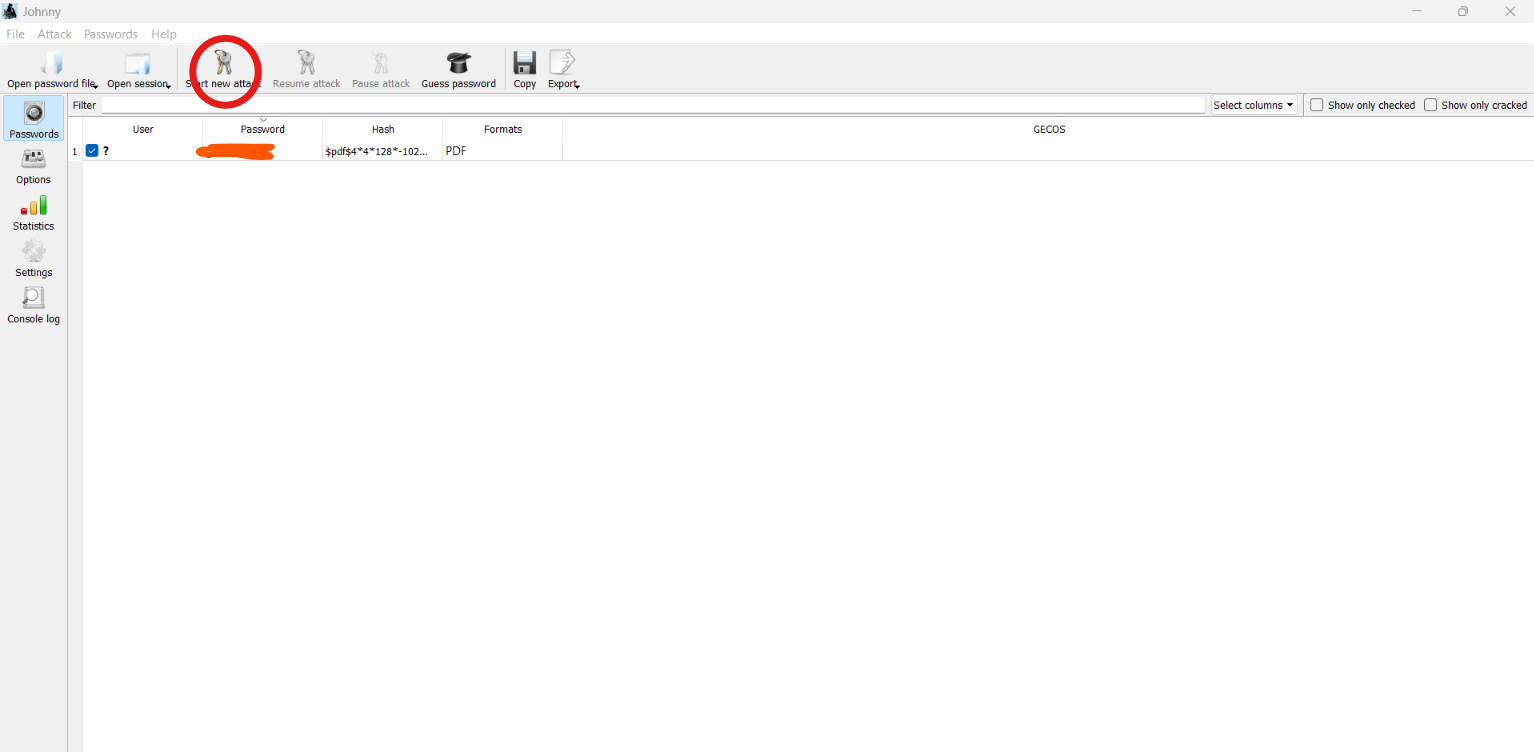 Johnny
File Attack Passwords Help
Open password file Open session Start new attack Resume attack Pause attack Guess password Copy Export
Passwords
Filter
Select columns
Show only checked
Show only cracked
User Password Hash Formats GECOS
1 ? $pdf$4*4*128*-102... PDF
Options
Statistics
Settings
Console log